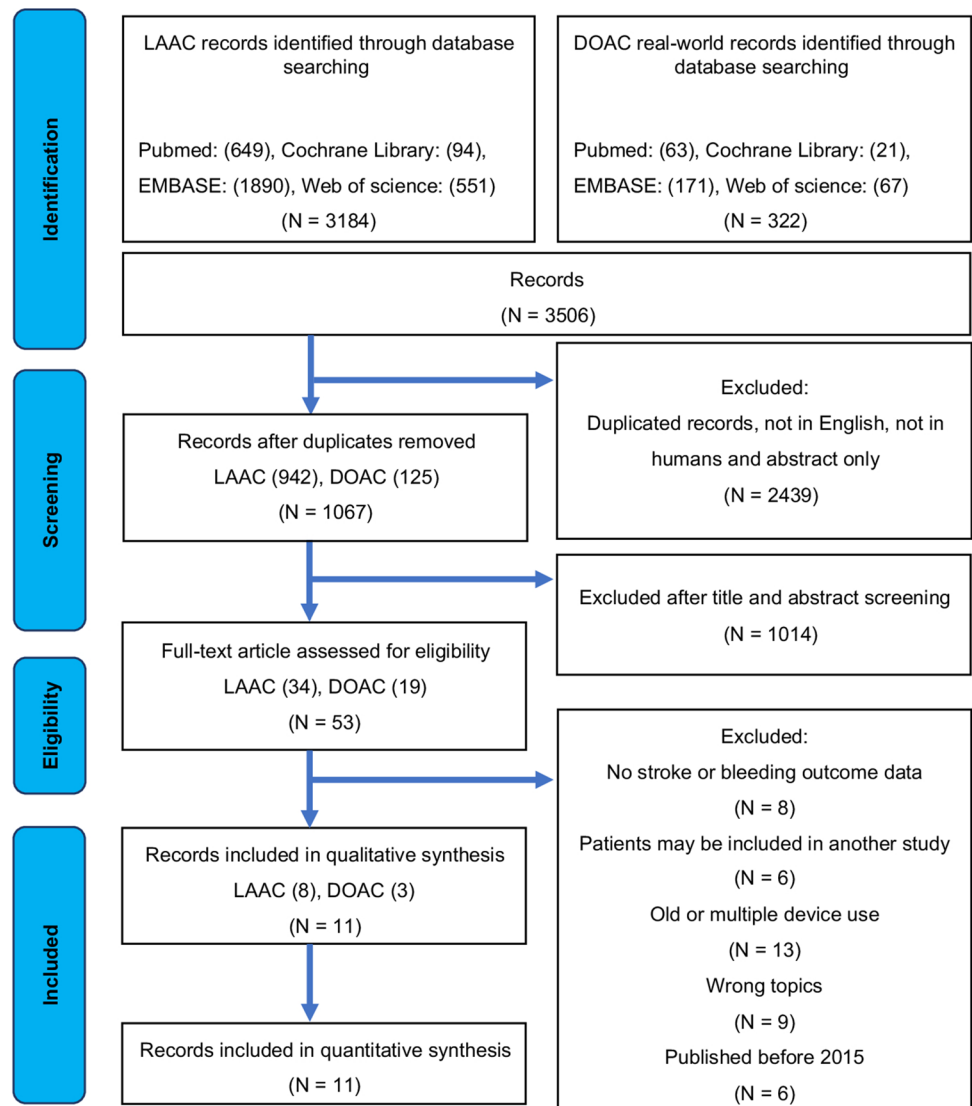 Identification
LAAC records identified through database
searching
Pubmed: (649), Cochrane Library: (94),
EMBASE: (1890), Web of science: (551)
(N = 3184)
DOAC real-world records identified through
database searching
Pubmed: (63), Cochrane Library: (21),
EMBASE: (171), Web of science: (67)
(N = 322)
Records
(N = 3506)
Screening
Excluded:
Duplicated records, not in English, not in
humans and abstract only
(N = 2439)
Records after duplicates removed
LAAC (942), DOAC (125)
(N = 1067)
Excluded after title and abstract screening
(N = 1014)
Eligibility
Full-text article assessed for eligibility
LAAC (34), DOAC (19)
(N = 53)
Excluded:
No stroke or bleeding outcome data
(N = 8)
Patients may be included in another study
(N = 6)
Old or multiple device use
(N = 13)
Wrong topics
(N = 9)
Published before 2015
(N = 6)
Included
Records included in qualitative synthesis
LAAC (8), DOAC (3)
(N = 11)
Records included in quantitative synthesis
(N = 11)